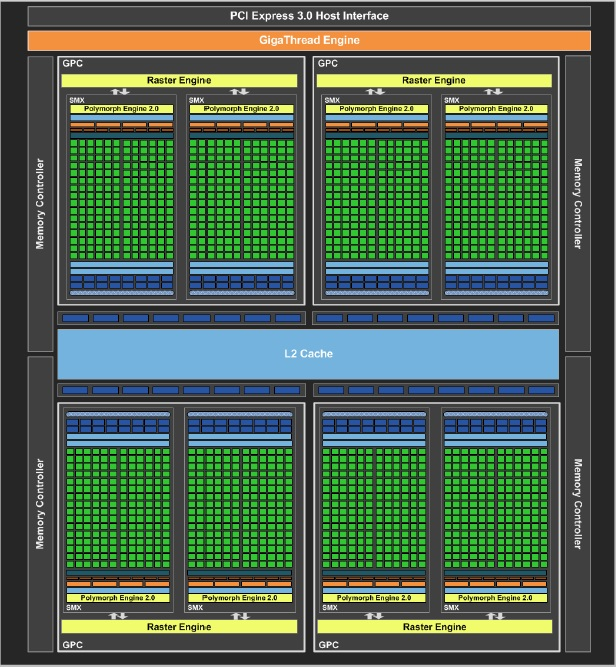 PCI Express 3.0 Host Interface
GigaThread Engine
GPC
GPC
Raster Engine
Raster Engine
SMX
SMX
SMX
SMX
Polymorph Engine 2.0
Polymorph Engine 2.0
Polymorph Engine 2.0
Polymorph Engine 2.0
Memory Controller
Memory Controller
L2 Cache
Memory Controller
Memory Controller
Polymorph Engine 2.0
Polymorph Engine 2.0
Polymorph Engine 2.0
Polymorph Engine 2.0
SMX
SMX
SMX
SMX
Raster Engine
Raster Engine
GPC
GPC